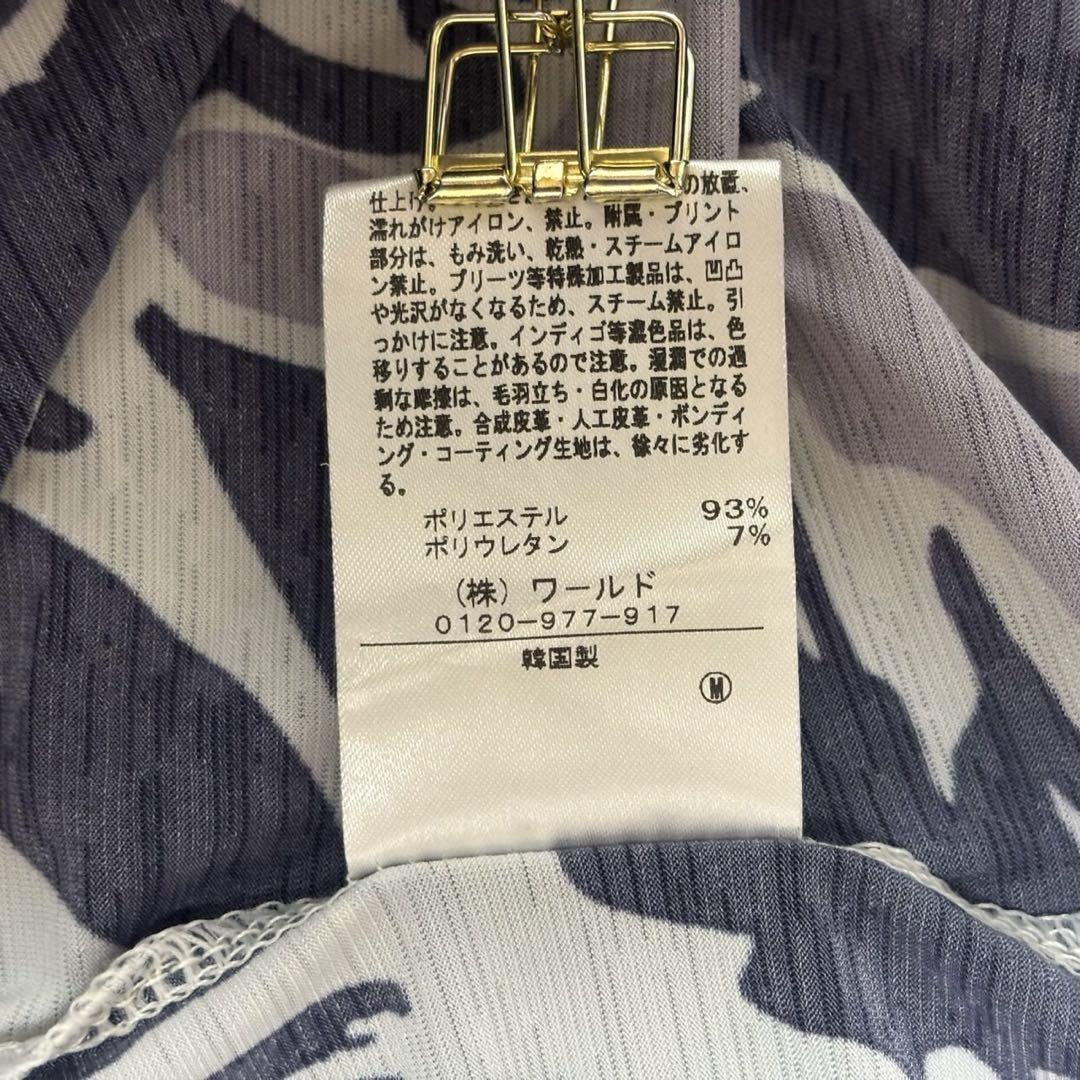 仕上げ。の放置、
濡れがけアイロン、禁止。附属・プリント
部分は、もみ洗い、乾熱・スチームアイロ
ン禁止。プリーツ等特殊加工製品は、凹凸
や光沢がなくなるため、スチーム禁止。引
っかけに注意。インディゴ等濃色品は、色
移りすることがあるので注意。湿潤での過
剰な摩擦は、毛羽立ち・白化の原因となる
ため注意。合成皮革・人工皮革・ボンディ
ング・コーティング生地は、徐々に劣化す
る。
ポリエステル 93%
ポリウレタン 7%
(株) ワールド
0120-977-917
韓国製
Ⓜ